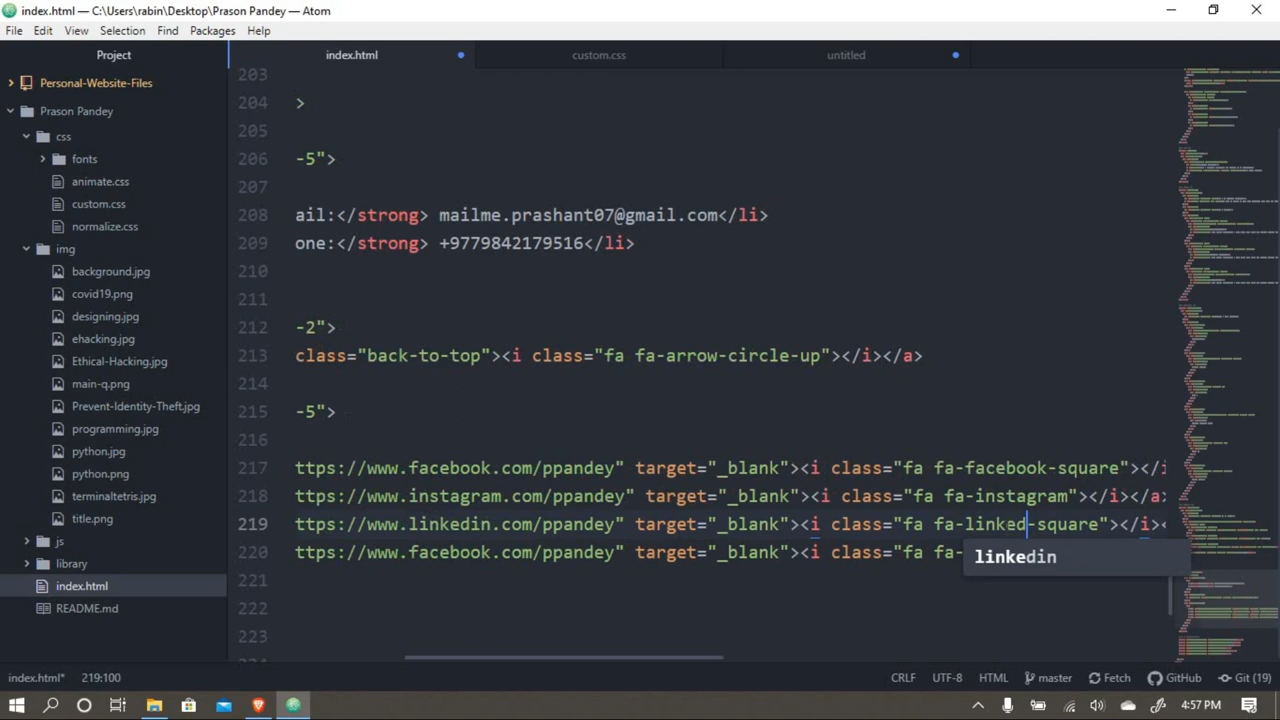 index.html — C:\Users\rabin\Desktop\Prason Pandey — Atom
File Edit View Selection Find Packages Help
Project
index.html custom.css untitled
Personal-Website-Files
Prason Pandey
css
fonts
animate.css
custom.css
normalize.css
img
background.jpg
covid19.png
designing.jpg
ehacking.jpg
Ethical-Hacking.jpg
main-q.png
Prevent-Identity-Theft.jpg
programming.jpg
python.jpg
python.png
terminaltetris.jpg
title.png
js
library
index.html
README.md
203
204 >
205
206 -5">
207
208 ail:</strong> mailme.prashant07@gmail.com</li>
209 one:</strong> +9779942179516</li>
210
211
212 -2">
213 class="back-to-top"><i class="fa fa-arrow-circle-up"></i></a>
214
215 -5">
216
217 ttps://www.facebook.com/ppandey" target="_blank"><i class="fa fa-facebook-square"></i
218 ttps://www.instagram.com/ppandey" target="_blank"><i class="fa fa-instagram"></i></a>
219 ttps://www.linkedin.com/ppandey" target="_blank"><i class="fa fa-linked-square"></i><
220 ttps://www.facebook.com/ppandey" target="_blank"><i class="fa fa-
linkedin
221
222
223
index.html* 219:100 CRLF UTF-8 HTML master Fetch GitHub Git (19)
4:57 PM